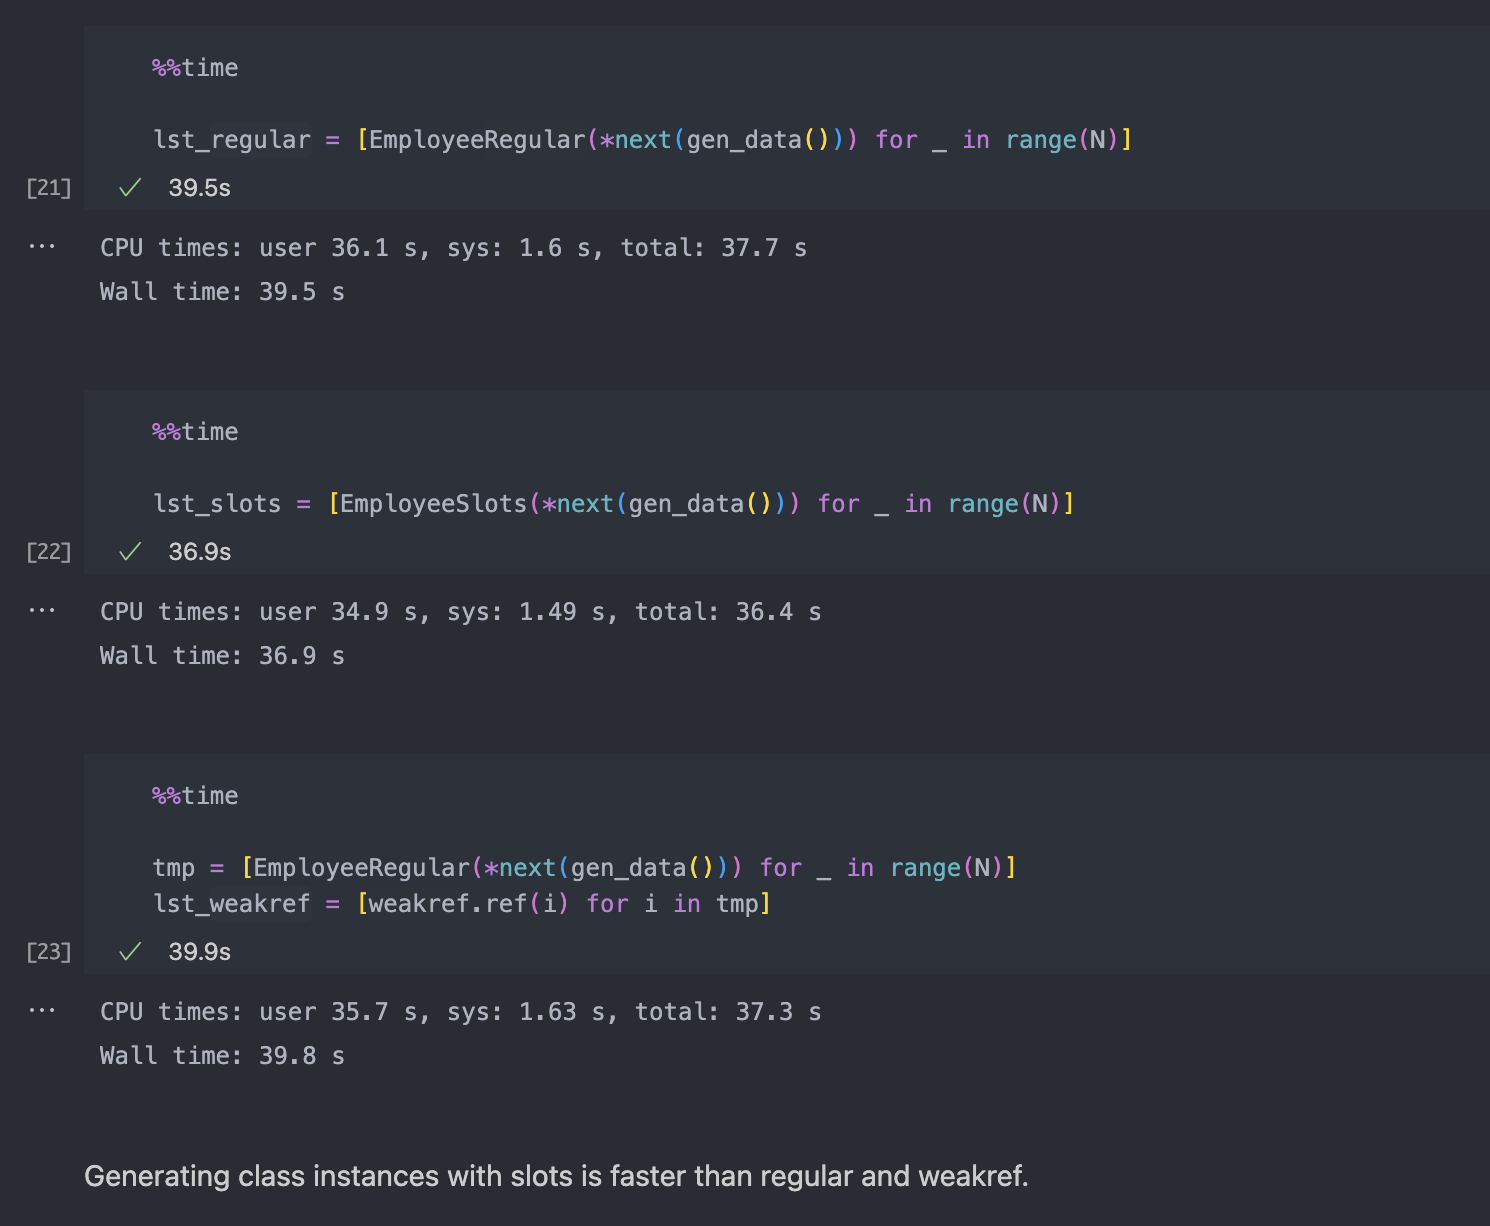 %%time
lst_regular = [EmployeeRegular(*next(gen_data())) for _ in range(N)]
[21] ✓ 39.5s
... CPU times: user 36.1 s, sys: 1.6 s, total: 37.7 s
Wall time: 39.5 s
%%time
lst_slots = [EmployeeSlots(*next(gen_data())) for _ in range(N)]
[22] ✓ 36.9s
... CPU times: user 34.9 s, sys: 1.49 s, total: 36.4 s
Wall time: 36.9 s
%%time
tmp = [EmployeeRegular(*next(gen_data())) for _ in range(N)]
lst_weakref = [weakref.ref(i) for i in tmp]
[23] ✓ 39.9s
... CPU times: user 35.7 s, sys: 1.63 s, total: 37.3 s
Wall time: 39.8 s
Generating class instances with slots is faster than regular and weakref.